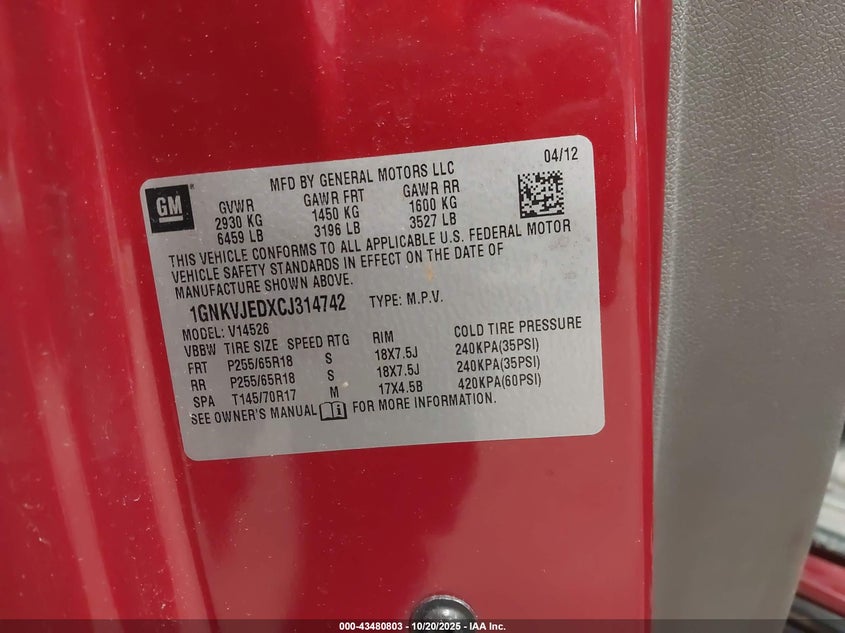 MFD BY GENERAL MOTORS LLC 04/12
GM
GVWR GAWR FRT GAWR RR
2930 KG 1450 KG 1600 KG
6459 LB 3196 LB 3527 LB
THIS VEHICLE CONFORMS TO ALL APPLICABLE U.S. FEDERAL MOTOR
VEHICLE SAFETY STANDARDS IN EFFECT ON THE DATE OF
MANUFACTURE SHOWN ABOVE.
1GNKVJEDXCJ314742 TYPE: M.P.V.
MODEL: V14526
VBBW TIRE SIZE SPEED RTG RIM COLD TIRE PRESSURE
FRT P255/65R18 S 18X7.5J 240KPA(35PSI)
RR P255/65R18 S 18X7.5J 240KPA(35PSI)
SPA T145/70R17 M 17X4.5B 420KPA(60PSI)
SEE OWNER'S MANUAL FOR MORE INFORMATION.
000-43480803 - 10/20/2025 - IAA Inc.